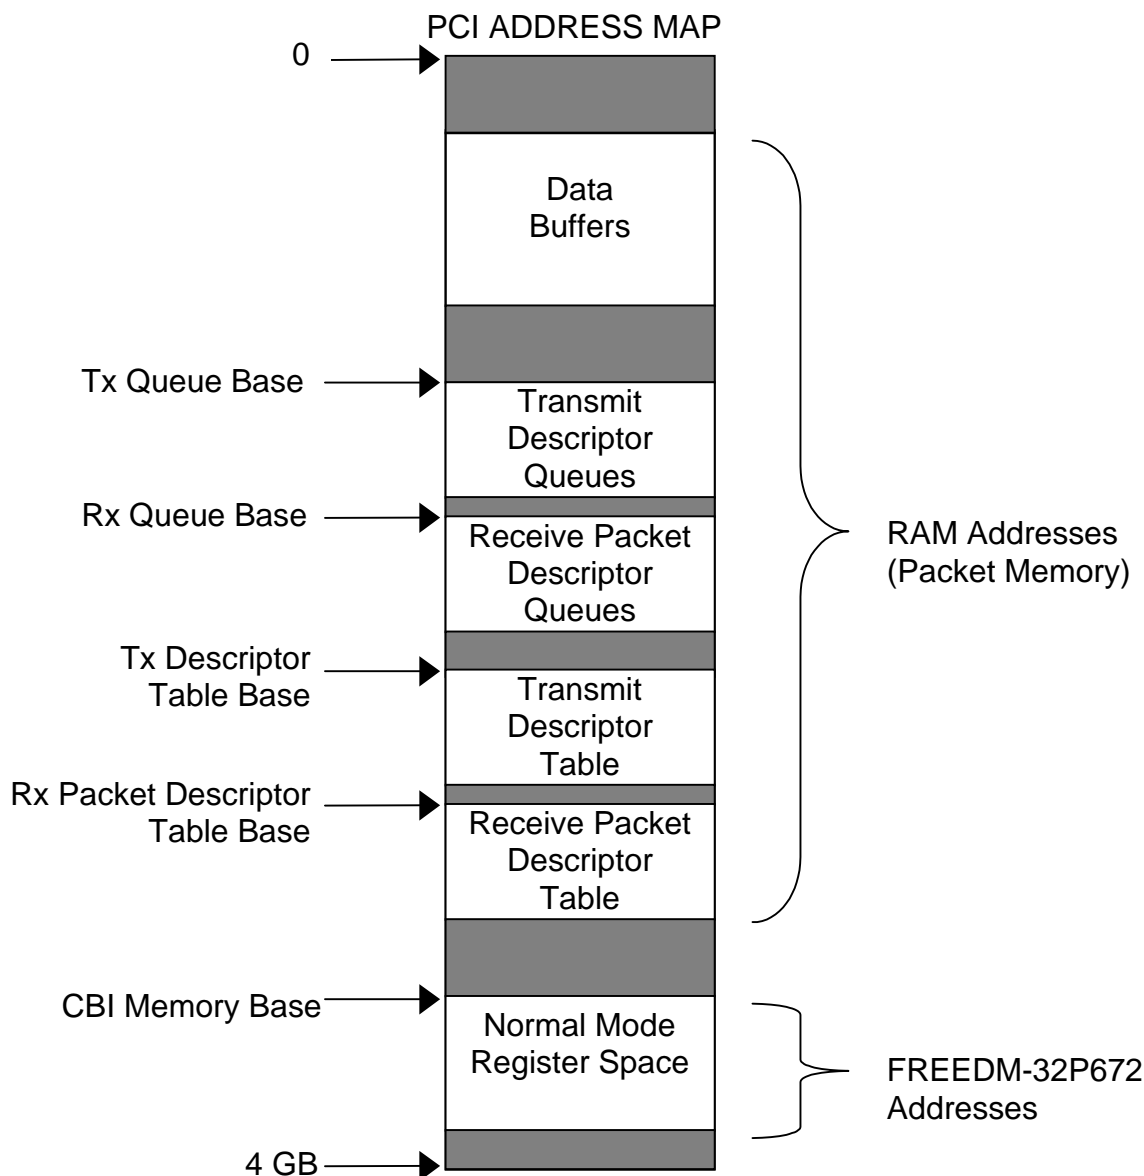 PCI ADDRESS MAP
0
Data
Buffers
Tx Queue Base
Transmit
Descriptor
Queues
Rx Queue Base
Receive Packet
Descriptor
Queues
RAM Addresses
(Packet Memory)
Tx Descriptor
Table Base
Transmit
Descriptor
Table
Rx Packet Descriptor
Table Base
Receive Packet
Descriptor
Table
CBI Memory Base
Normal Mode
Register Space
FREEDM-32P672
Addresses
4 GB